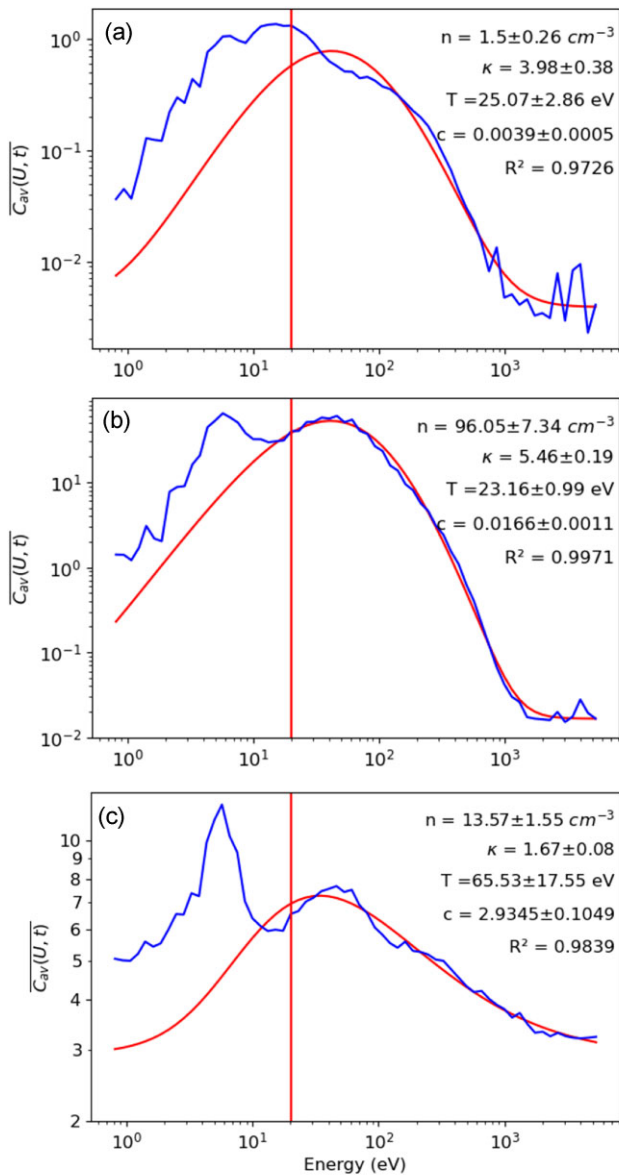 (a)
n = 1.5±0.26 cm⁻³
κ = 3.98±0.38
T =25.07±2.86 eV
c = 0.0039±0.0005
R² = 0.9726
10⁰
10⁻¹
10⁻²
C_av(U, t)
10⁰ 10¹ 10² 10³
(b)
n = 96.05±7.34 cm⁻³
κ = 5.46±0.19
T =23.16±0.99 eV
c = 0.0166±0.0011
R² = 0.9971
10¹
10⁰
10⁻¹
10⁻²
C_av(U, t)
10⁰ 10¹ 10² 10³
(c)
n = 13.57±1.55 cm⁻³
κ = 1.67±0.08
T =65.53±17.55 eV
c = 2.9345±0.1049
R² = 0.9839
10
9
8
7
6
5
4
3
2
C_av(U, t)
10⁰ 10¹ 10² 10³
Energy (eV)